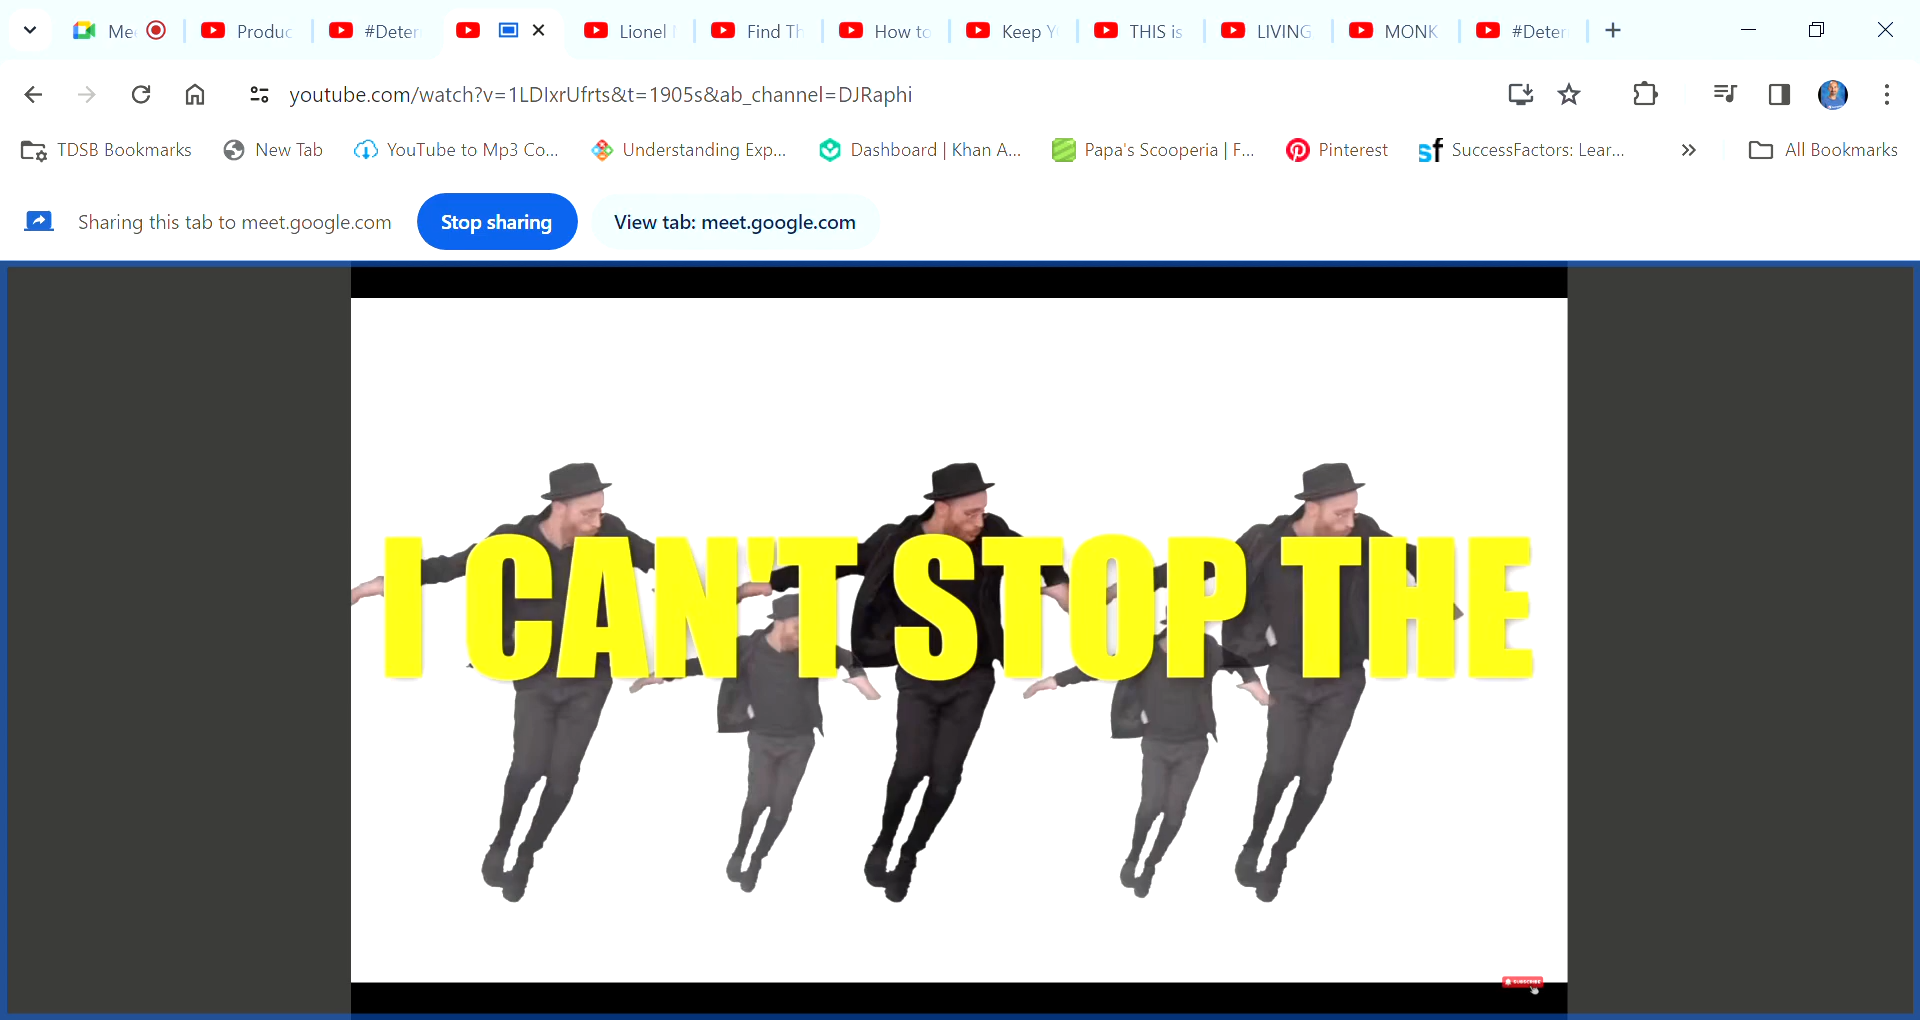 Me
Produc
#Deter
Lionel
Find Th
How to
Keep Y
THIS is
LIVING
MONK
#Deter
youtube.com/watch?v=1LDIxrUfrts&t=1905s&ab_channel=DJRaphi
TDSB Bookmarks
New Tab
YouTube to Mp3 Co...
Understanding Exp...
Dashboard | Khan A...
Papa's Scooperia | F...
Pinterest
sf SuccessFactors: Lear...
All Bookmarks
Sharing this tab to meet.google.com
Stop sharing
View tab: meet.google.com
I CAN'T STOP THE
SUBSCRIBE